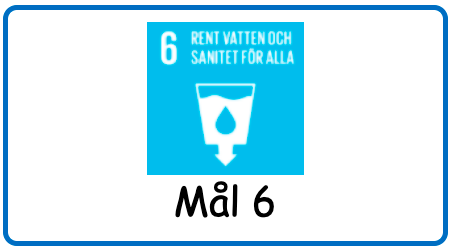 6 RENT VATTEN OCH
SANITET FÖR ALLA
Mål 6